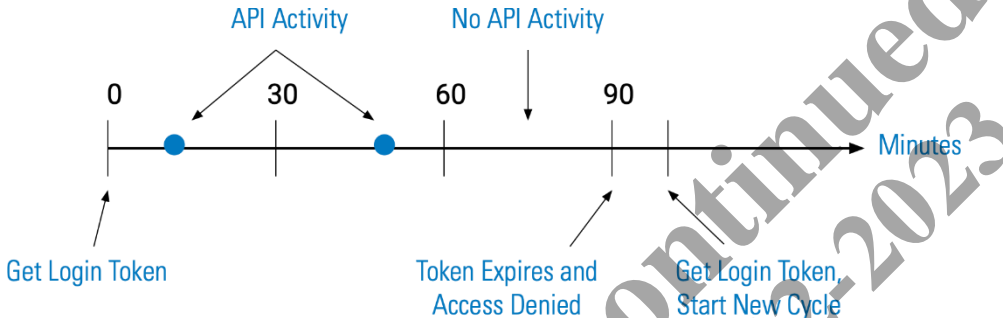 API Activity
No API Activity
0
30
60
90
Minutes
Get Login Token
Token Expires and
Access Denied
Get Login Token,
Start New Cycle